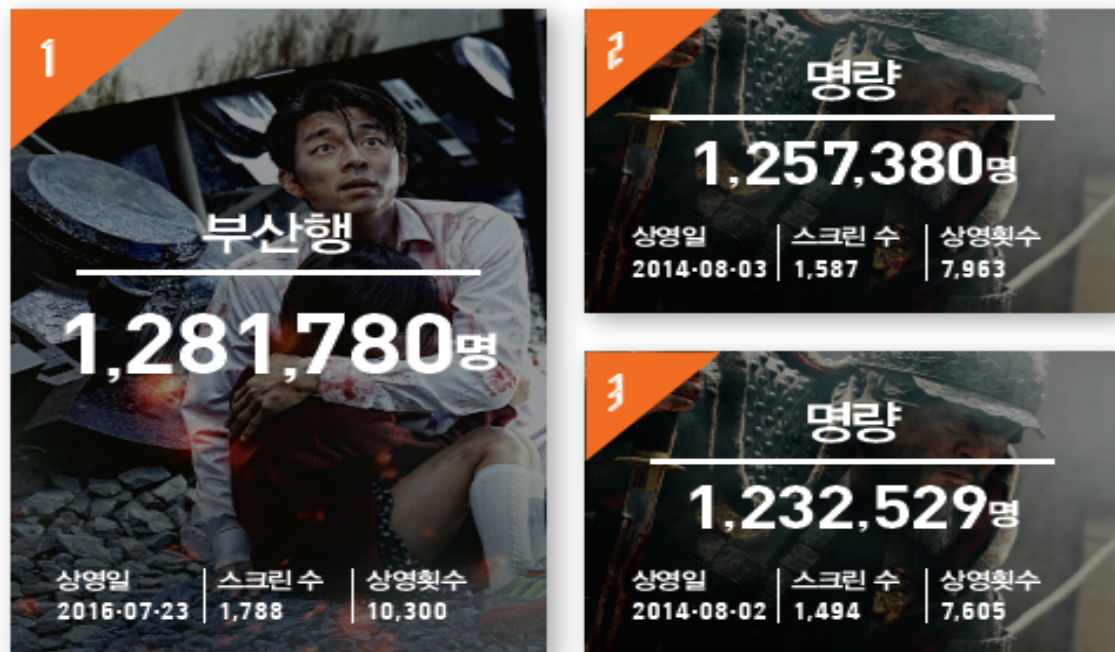 1
부산행
1,281,780명
상영일 스크린 수 상영횟수
2016-07-23 1,788 10,300
2
명량
1,257,380명
상영일 스크린 수 상영횟수
2014-08-03 1,587 7,963
3
명량
1,232,529명
상영일 스크린 수 상영횟수
2014-08-02 1,494 7,605